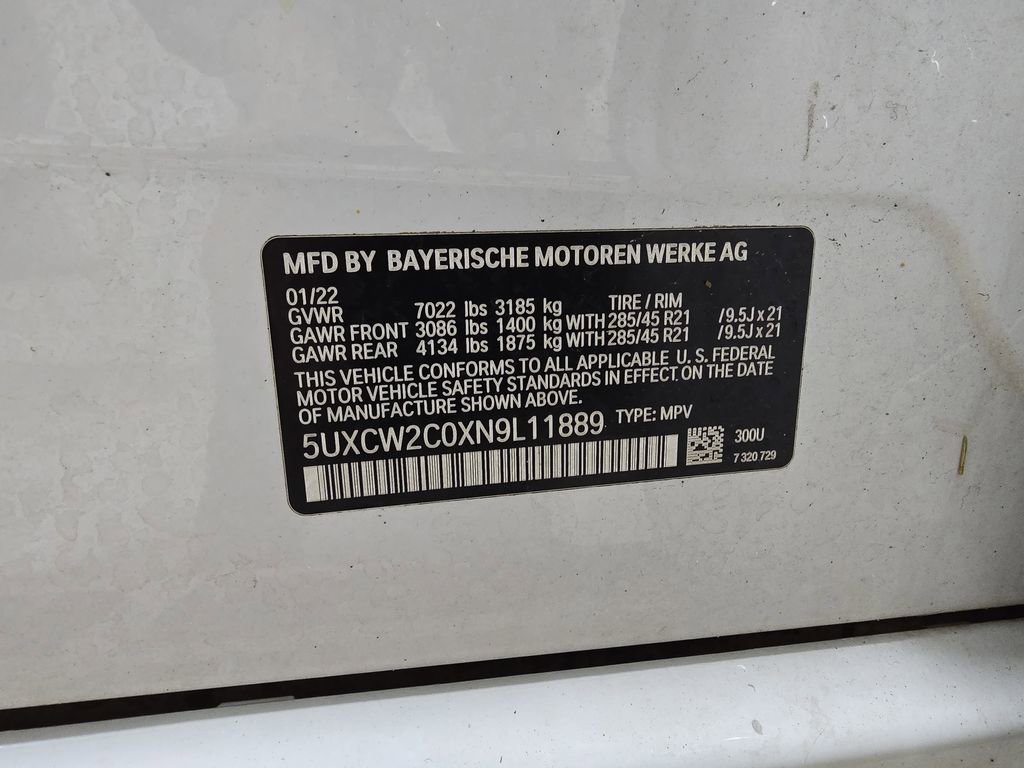 MFD BY BAYERISCHE MOTOREN WERKE AG
01/22
GVWR 7022 lbs 3185 kg TIRE / RIM
GAWR FRONT 3086 lbs 1400 kg WITH 285/45 R21 / 9.5J x 21
GAWR REAR 4134 lbs 1875 kg WITH 285/45 R21 / 9.5J x 21
THIS VEHICLE CONFORMS TO ALL APPLICABLE U. S. FEDERAL
MOTOR VEHICLE SAFETY STANDARDS IN EFFECT ON THE DATE
OF MANUFACTURE SHOWN ABOVE.
5UXCW2C0XN9L11889 TYPE: MPV
300U
7 320 729